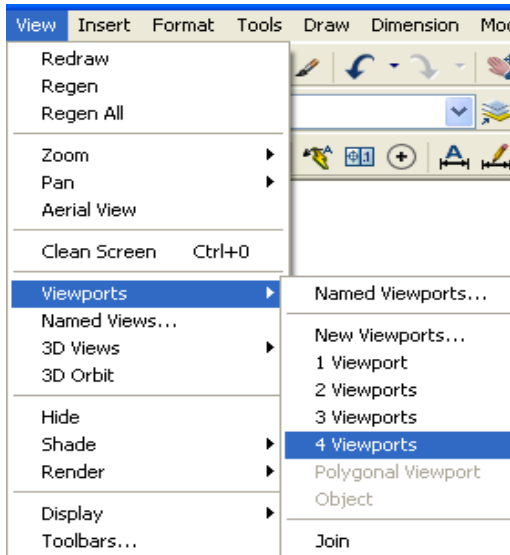 View Insert Format Tools Draw Dimension
Redraw
Regen
Regen All
Zoom
Pan
Aerial View
Clean Screen Ctrl+0
Viewports
Named Views...
3D Views
3D Orbit
Hide
Shade
Render
Display
Toolbars...
Named Viewports...
New Viewports...
1 Viewport
2 Viewports
3 Viewports
4 Viewports
Polygonal Viewport
Object
Join